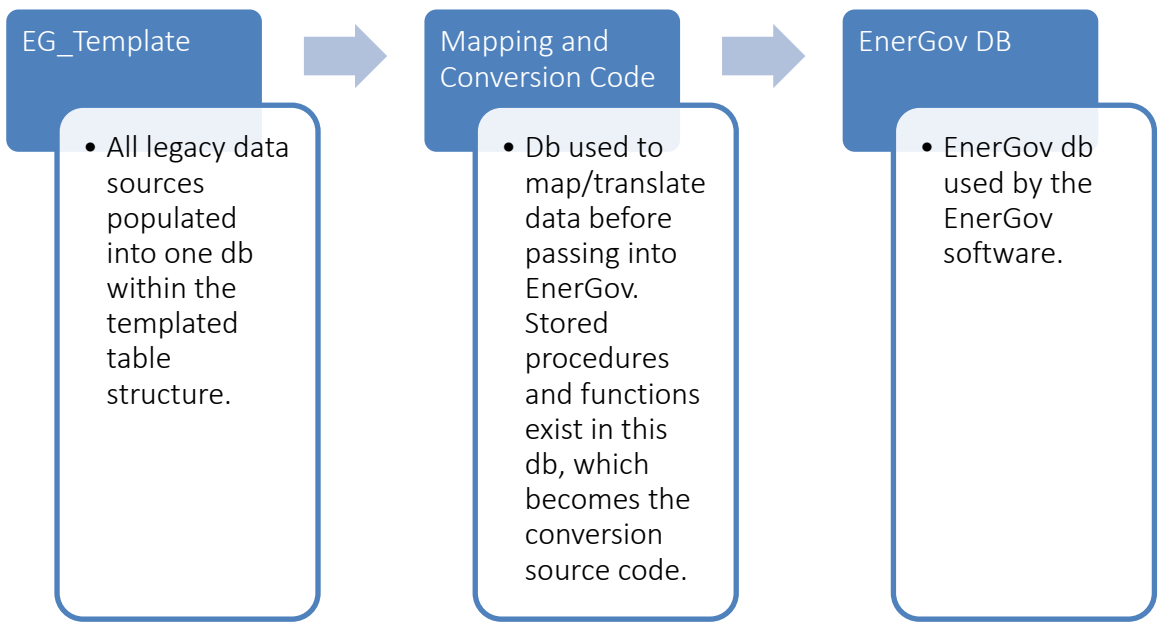 EG_Template
• All legacy data
sources
populated
into one db
within the
templated
table
structure.
Mapping and
Conversion Code
• Db used to
map/translate
data before
passing into
EnerGov.
Stored
procedures
and functions
exist in this
db, which
becomes the
conversion
source code.
EnerGov DB
• EnerGov db
used by the
EnerGov
software.